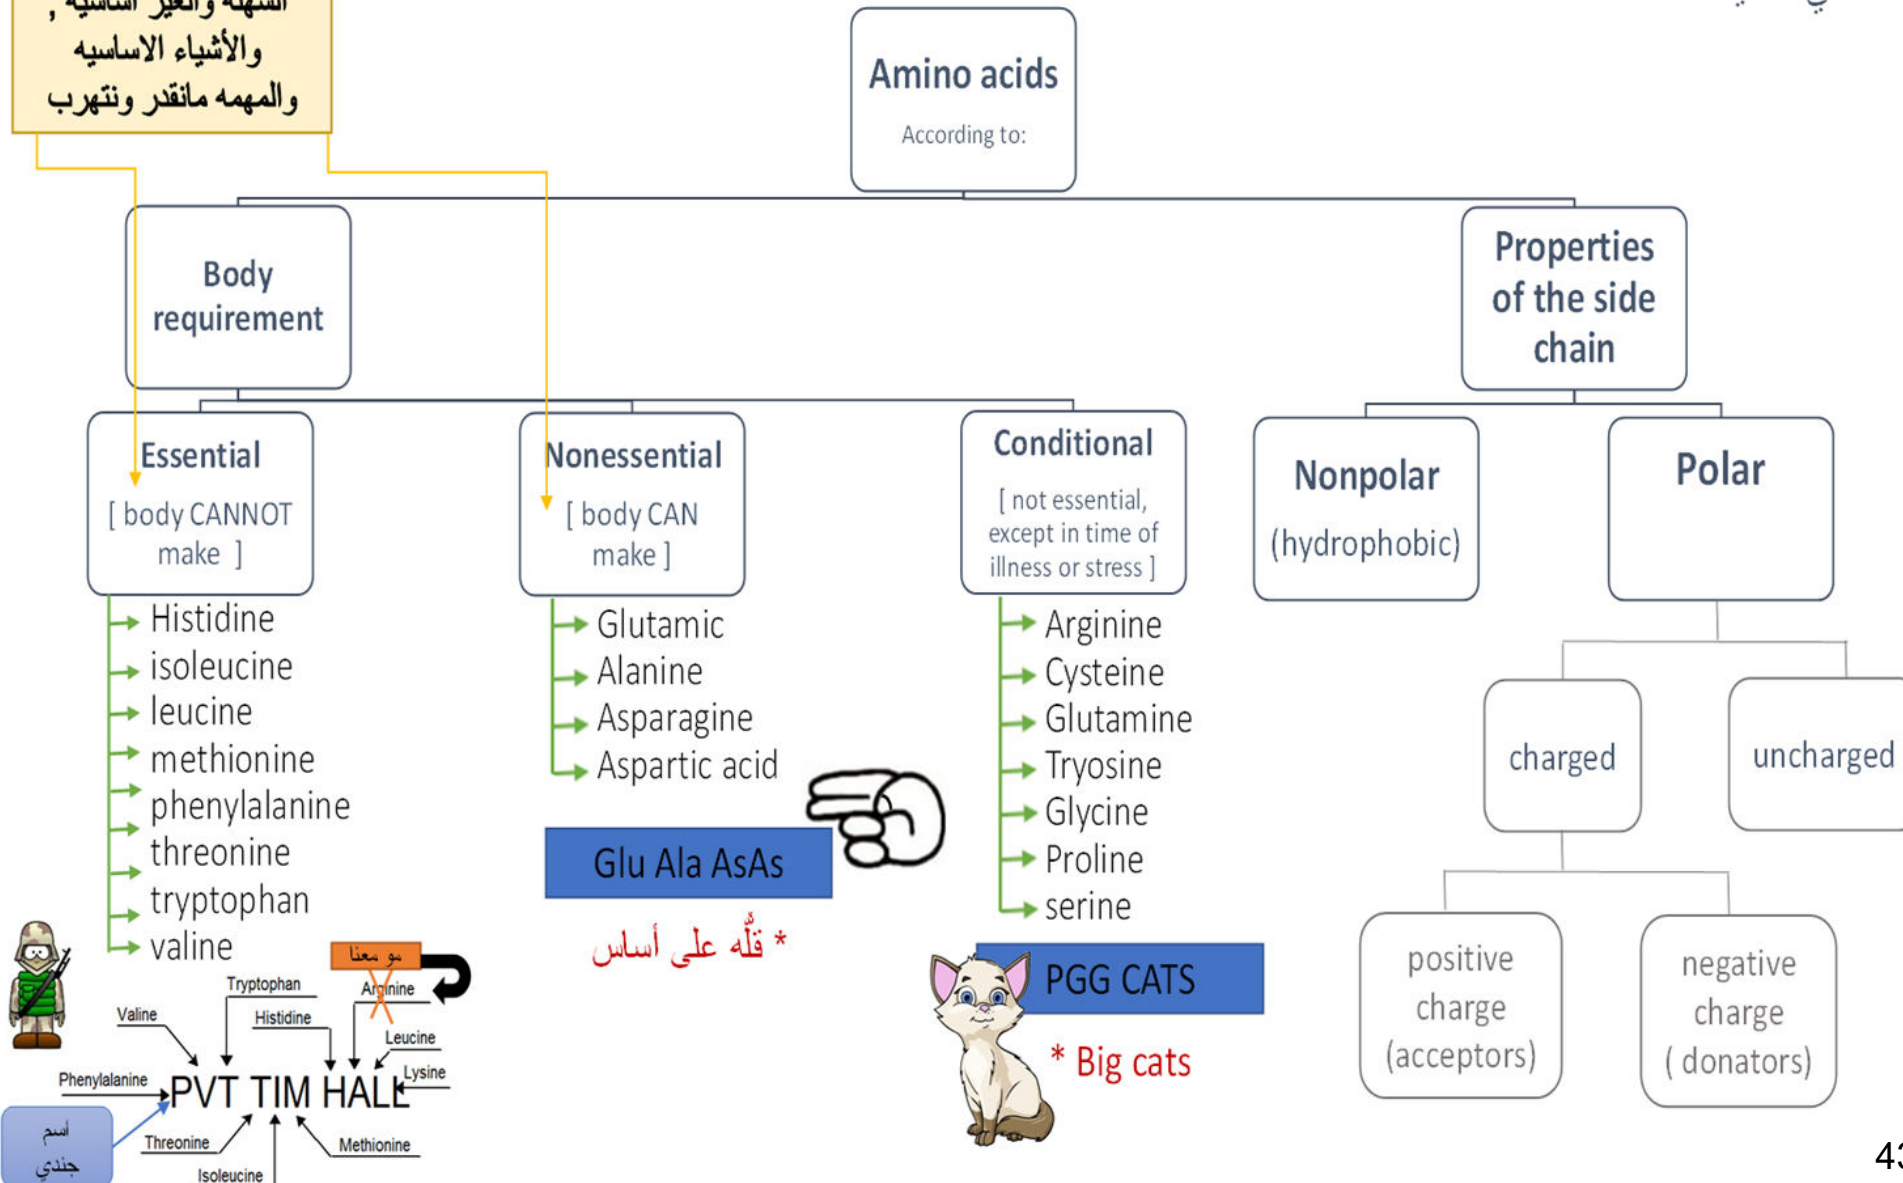 السهله والغير اساسيه ,
والأشياء الاساسيه
والمهمه مانقدر ونتهرب
Amino acids
According to:
Body
requirement
Properties
of the side
chain
Essential
[ body CANNOT
make ]
Histidine
isoleucine
leucine
methionine
phenylalanine
threonine
tryptophan
valine
Nonessential
[ body CAN
make ]
Glutamic
Alanine
Asparagine
Aspartic acid
Glu Ala AsAs
* قلَّه على أساس
Conditional
[ not essential,
except in time of
illness or stress ]
Arginine
Cysteine
Glutamine
Tryosine
Glycine
Proline
serine
PGG CATS
* Big cats
Nonpolar
(hydrophobic)
Polar
charged
uncharged
positive
charge
(acceptors)
negative
charge
( donators)
مو معنا
Tryptophan
Arginine
Valine
Histidine
Leucine
Phenylalanine
Lysine
PVT TIM HALL
Threonine
Methionine
Isoleucine
اسم
جندي